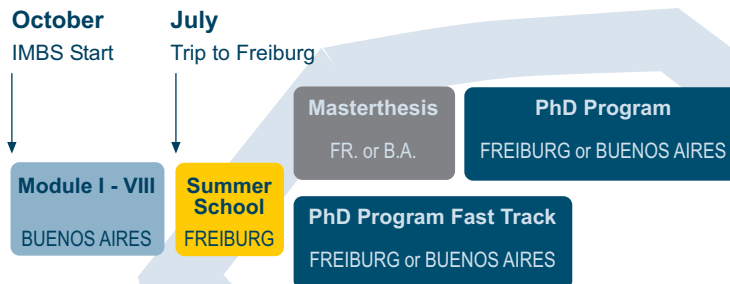 October
IMBS Start
July
Trip to Freiburg
Masterthesis
FR. or B.A.
PhD Program
FREIBURG or BUENOS AIRES
Module I - VIII
BUENOS AIRES
Summer
School
FREIBURG
PhD Program Fast Track
FREIBURG or BUENOS AIRES